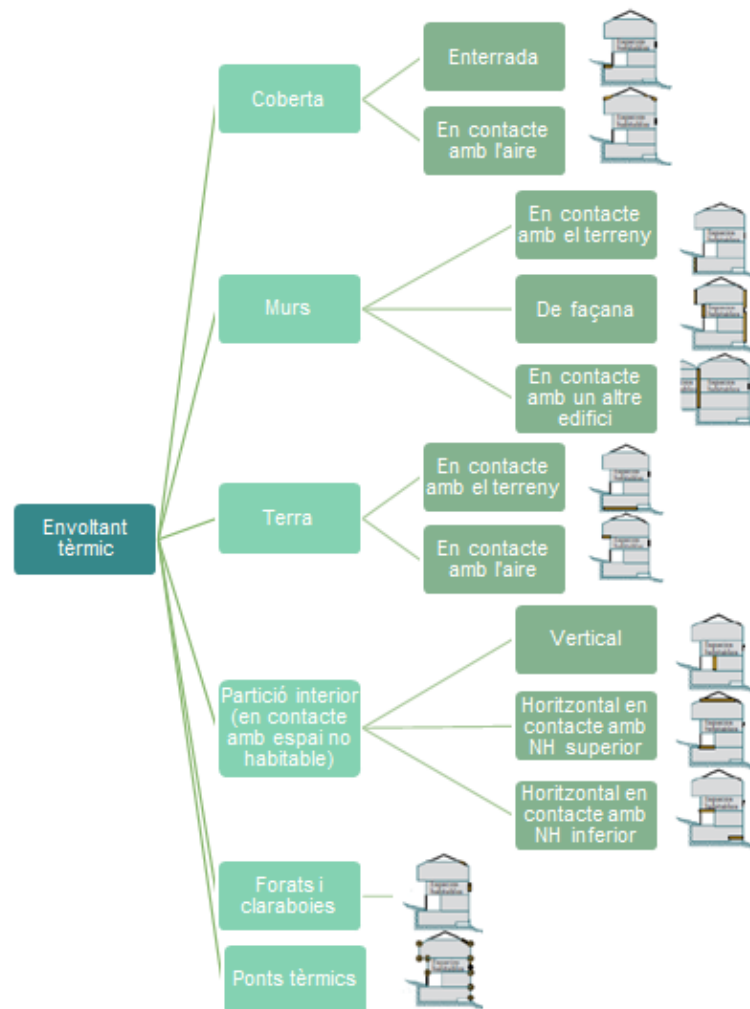 Enterrada
Coberta
En contacte
amb l'aire
En contacte
amb el terreny
Murs
De façana
En contacte
amb un altre
edifici
En contacte
amb el terreny
Terra
Envoltant
tèrmic
En contacte
amb l'aire
Vertical
Partició interior
(en contacte
amb espai no
habitable)
Horitzontal en
contacte amb
NH superior
Horitzontal en
contacte amb
NH inferior
Forats i
claraboies
Ponts tèrmics